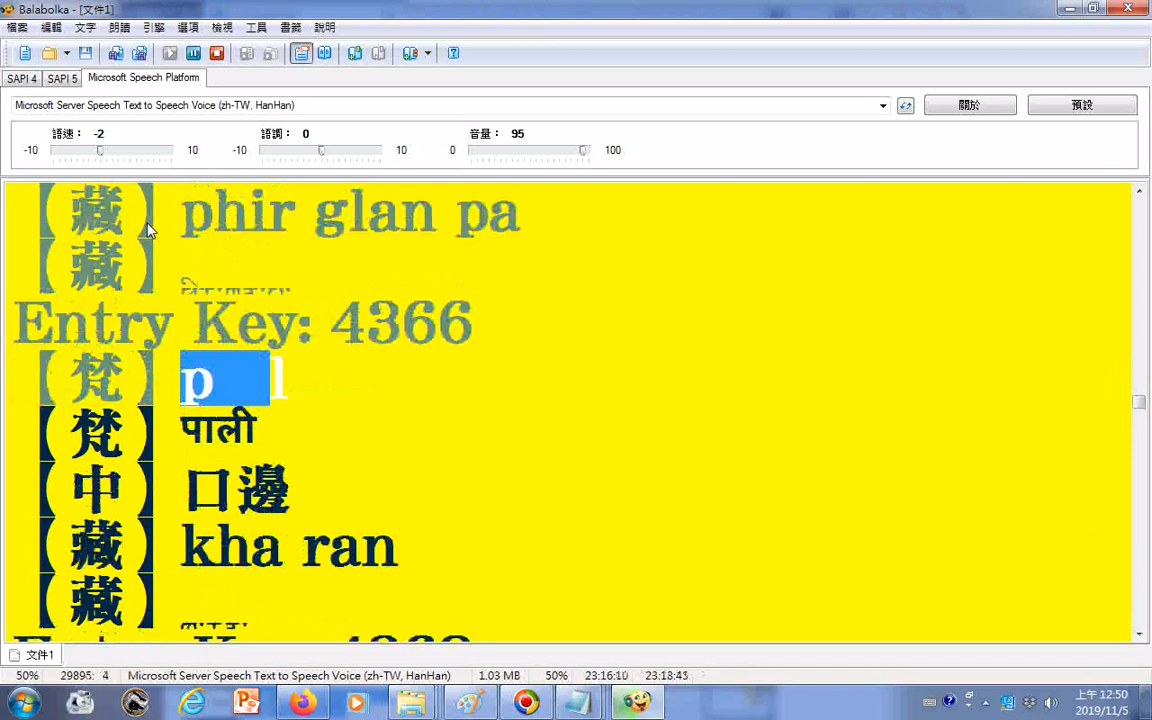 Balabolka - [文件1]
檔案 編輯 文字 朗讀 引擎 選項 檢視 工具 書籤 說明
SAPI 4 SAPI 5 Microsoft Speech Platform
Microsoft Server Speech Text to Speech Voice (zh-TW, HanHan) 關於 預設
語速： -2 語調： 0 音量： 95
-10 10 -10 10 0 100
【藏】 phir glan pa
【藏】
Entry Key: 4366
【梵】 p l
【梵】 पाली
【中】 口邊
【藏】 kha ran
【藏】
文件1
50% 29895: 4 Microsoft Server Speech Text to Speech Voice (zh-TW, HanHan) 1.03 MB 50% 23:16:10 23:18:43
上午 12:50
2019/11/5